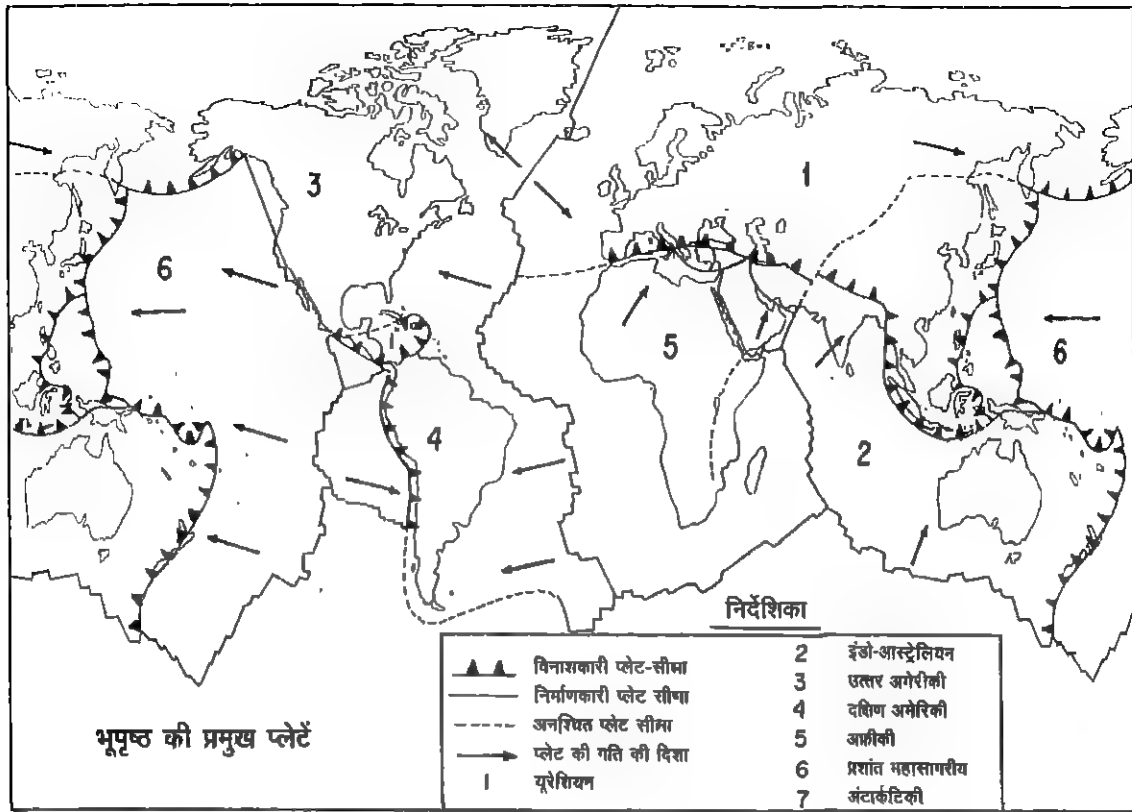 1
3
6
5
6
4
2
निर्देशिका
विनाशकारी प्लेट-सीमा
निर्माणकारी प्लेट सीमा
अनिश्चित प्लेट सीमा
प्लेट की गति की दिशा
1 यूरेशियन
2 इंडो-आस्ट्रेलियन
3 उत्तर अमेरीकी
4 दक्षिण अमेरिकी
5 अफ्रीकी
6 प्रशांत महासागरीय
7 अंटार्कटिकी
भूपृष्ठ की प्रमुख प्लेटें